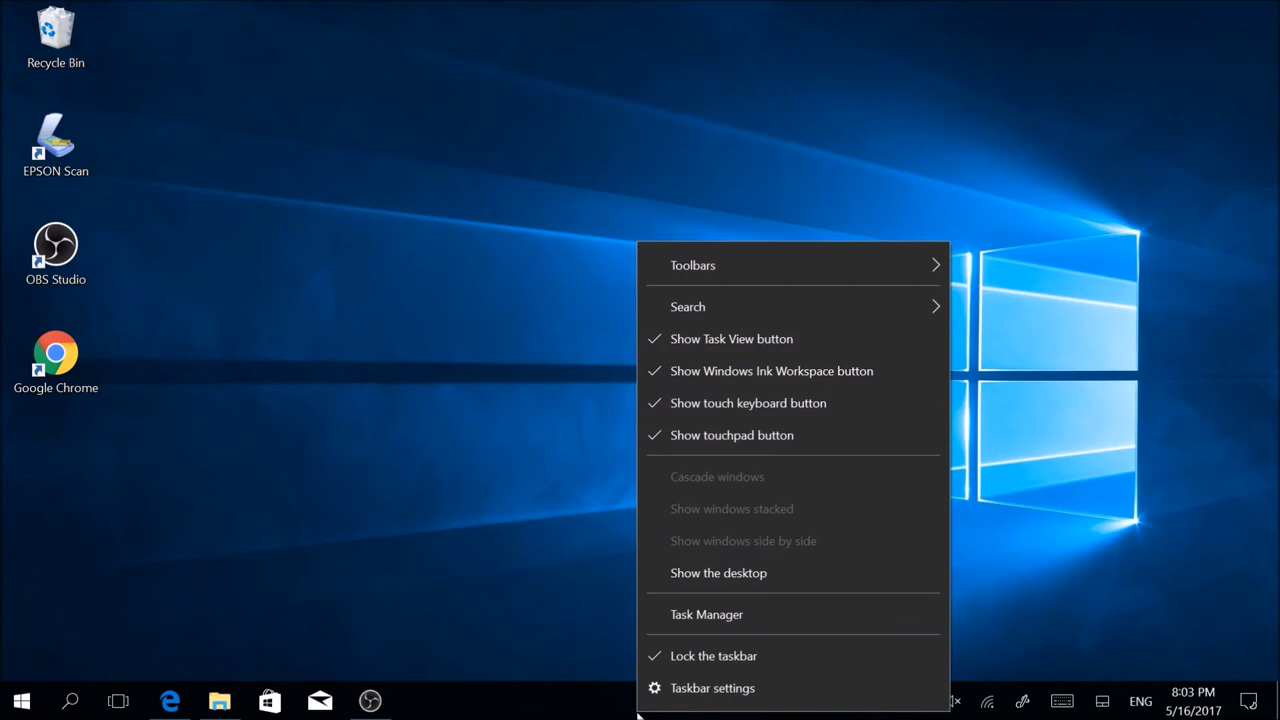 Recycle Bin
EPSON Scan
OBS Studio
Google Chrome
Toolbars
Search
Show Task View button
Show Windows Ink Workspace button
Show touch keyboard button
Show touchpad button
Cascade windows
Show windows stacked
Show windows side by side
Show the desktop
Task Manager
Lock the taskbar
Taskbar settings
ENG
8:03 PM
5/16/2017